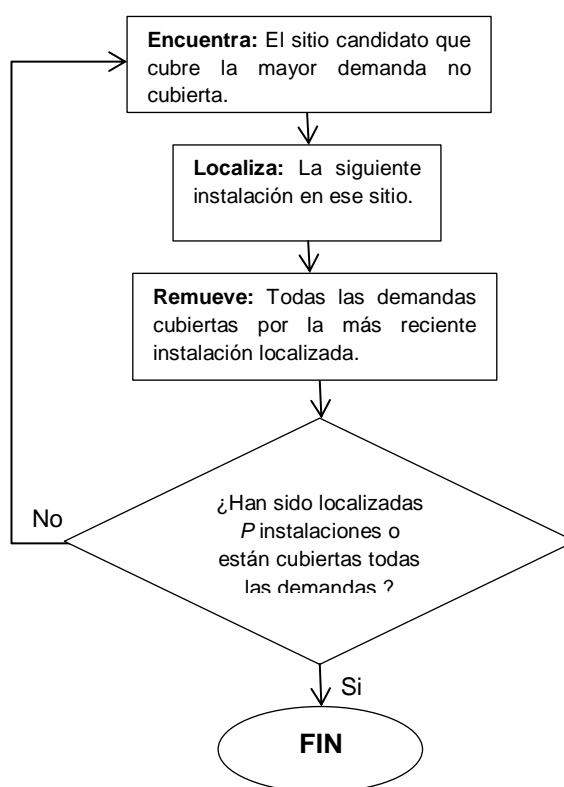 Encuentra: El sitio candidato que
cubre la mayor demanda no
cubierta.
Localiza: La siguiente
instalación en ese sitio.
Remueve: Todas las demandas
cubiertas por la más reciente
instalación localizada.
¿Han sido localizadas
P instalaciones o
están cubiertas todas
las demandas ?
No
Si
FIN